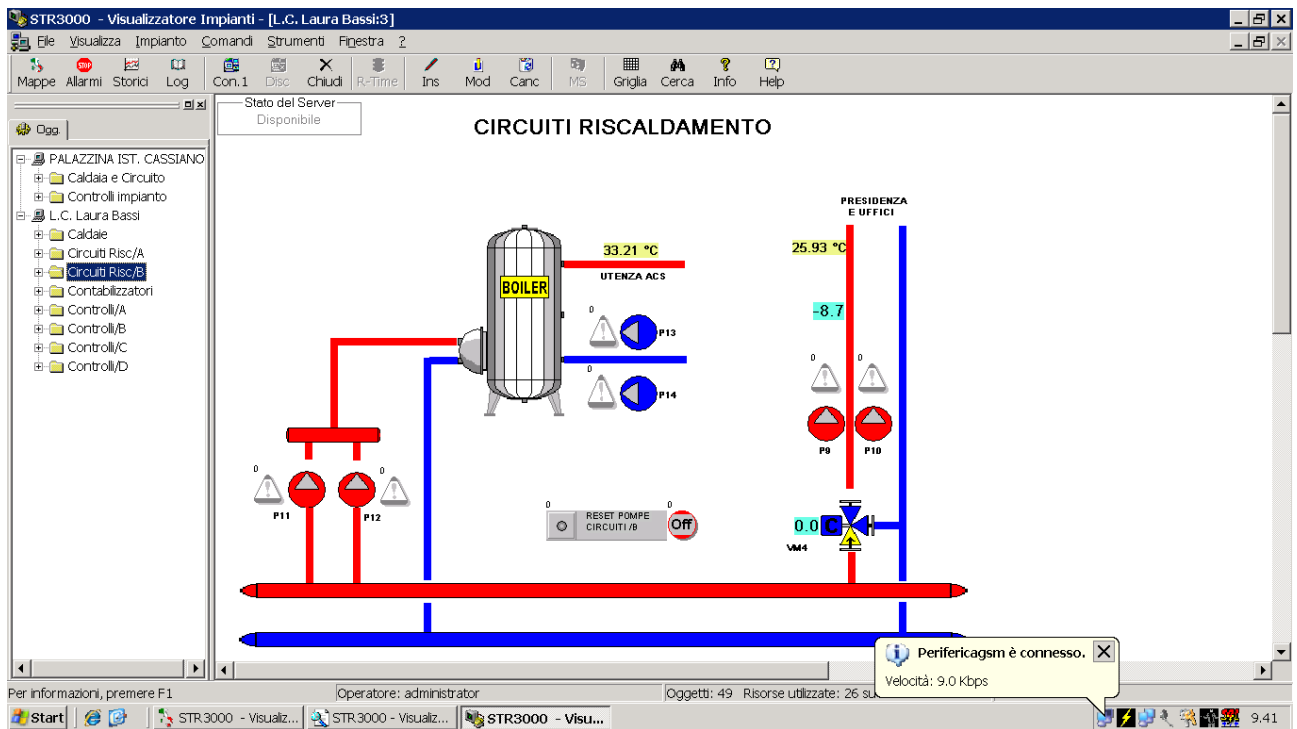 STR3000 - Visualizzatore Impianti - [L.C. Laura Bassi:3]
File Visualizza Impianto Comandi Strumenti Finestra ?
Mappe Allarmi Storici Log Con.1 Disc Chiudi R-Time Ins Mod Canc MS Griglia Cerca Info Help
Ogg.
PALAZZINA IST. CASSIANO
Caldaia e Circuito
Controlli impianto
L.C. Laura Bassi
Caldaie
Circuiti Risc/A
Circuiti Risc/B
Contabilizzatori
Controlli/A
Controlli/B
Controlli/C
Controlli/D
Stato del Server
Disponibile
CIRCUITI RISCALDAMENTO
PRESIDENZA
E UFFICI
33.21 °C
25.93 °C
UTENZA ACS
BOILER
0
P13
-8.7
0
P14
0 0
P9 P10
0 0
P11 P12
0 0
RESET POMPE
CIRCUITI /B
Off
0.0 C
VM4
Perifericagsm è connesso.
Velocità: 9.0 Kbps
Per informazioni, premere F1
Operatore: administrator
Oggetti: 49 Risorse utilizzate: 26
Start
STR3000 - Visualiz...
STR3000 - Visualiz...
STR3000 - Visu...
9.41